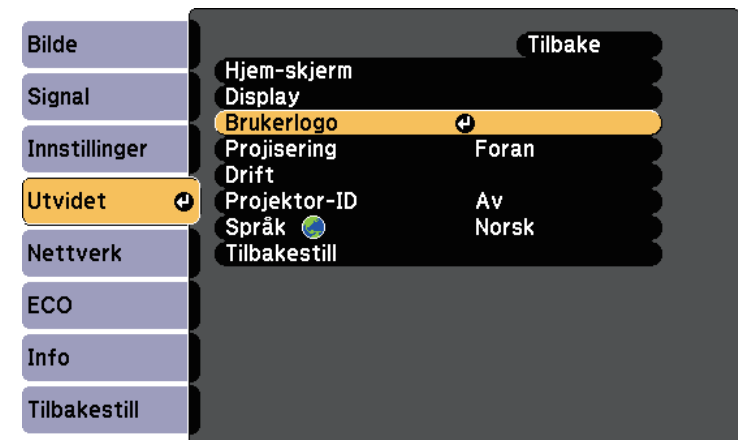 Bilde
Signal
Innstillinger
Utvidet
Nettverk
ECO
Info
Tilbakestill
Tilbake
Hjem-skjerm
Display
Brukerlogo
Projisering Foran
Drift
Projektor-ID Av
Språk Norsk
Tilbakestill